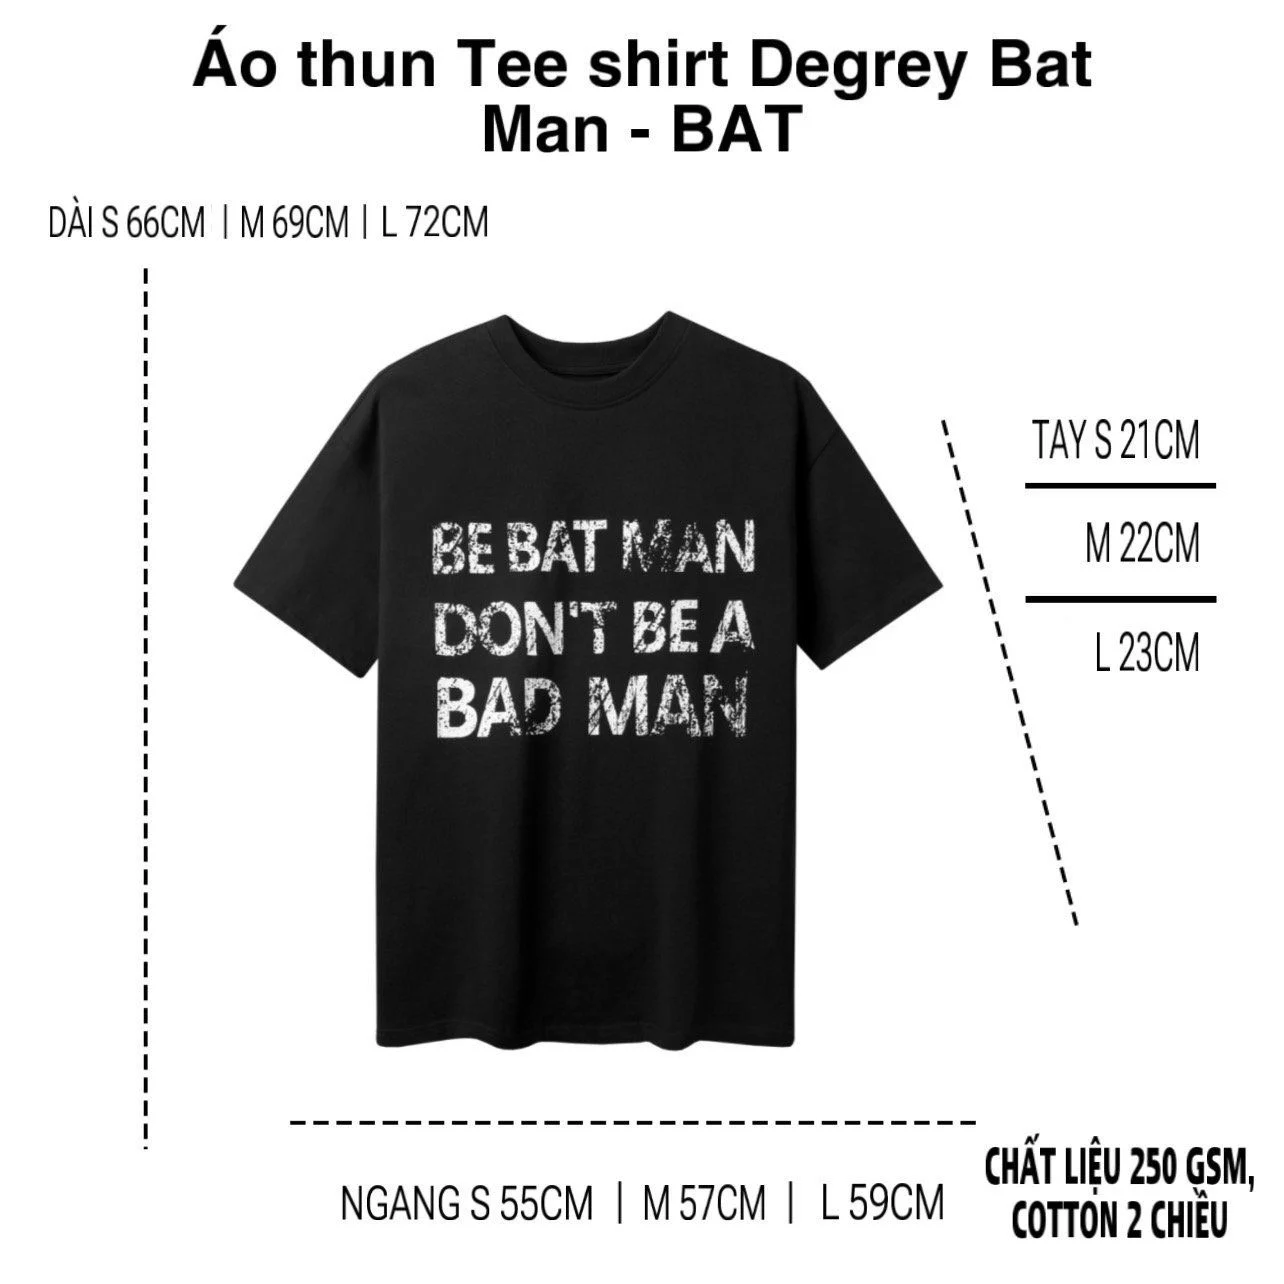 Áo thun Tee shirt Degrey Bat
Man - BAT
DÀI S 66CM | M 69CM | L 72CM
TAY S 21CM
M 22CM
L 23CM
BE BAT MAN
DON'T BE A
BAD MAN
NGANG S 55CM | M 57CM | L 59CM
CHẤT LIỆU 250 GSM,
COTTON 2 CHIỀU